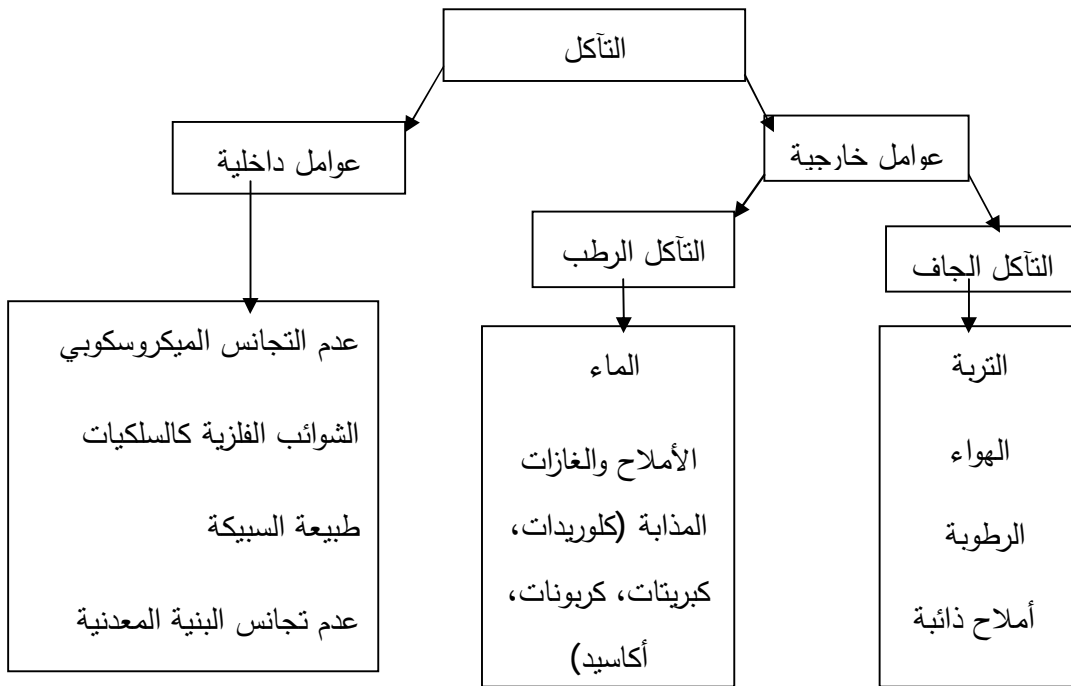 التآكل
عوامل خارجية
عوامل داخلية
التآكل الجاف
التآكل الرطب
التربة
الهواء
الرطوبة
أملاح ذائبة
الماء
الأملاح والغازات
المذابة (كلوريدات،
كبريتات، كربونات،
أكاسيد)
عدم التجانس الميكروسكوبي
الشوائب الفلزية كالسلكيات
طبيعة السبيكة
عدم تجانس البنية المعدنية